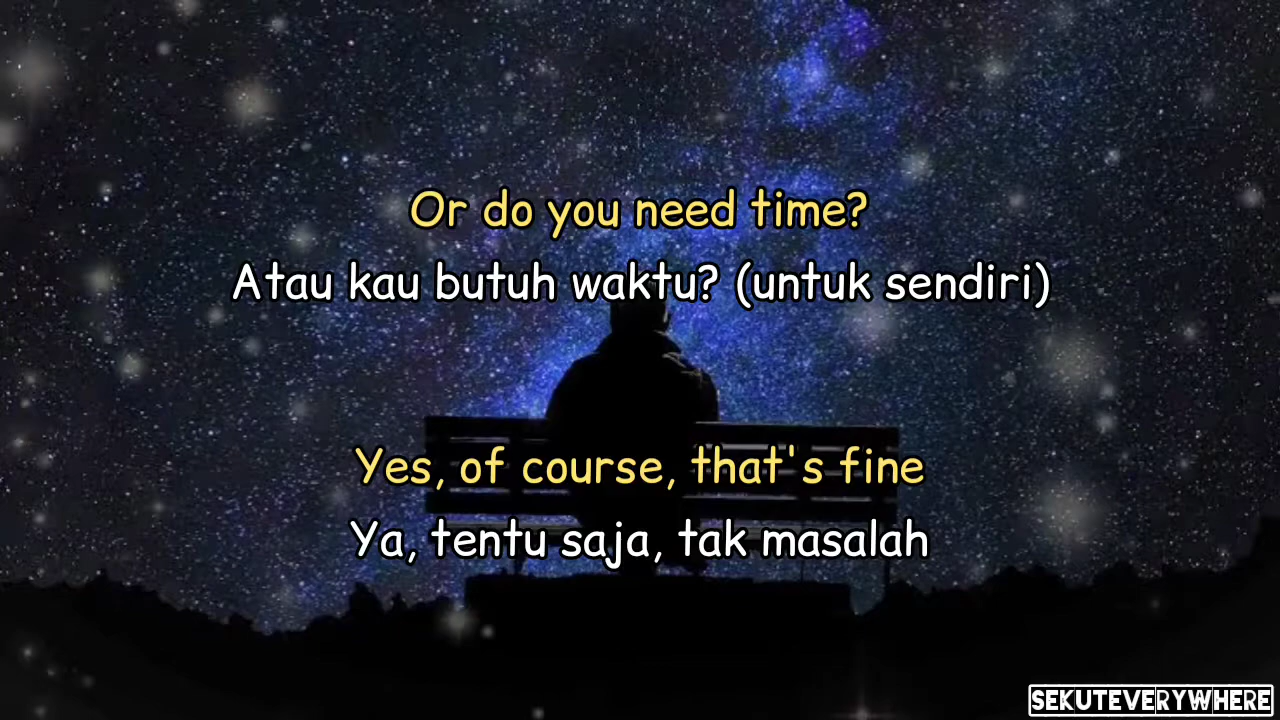 Or do you need time?
Atau kau butuh waktu? (untuk sendiri)
Yes, of course, that's fine
Ya, tentu saja, tak masalah
SEKUTEVERYWHERE